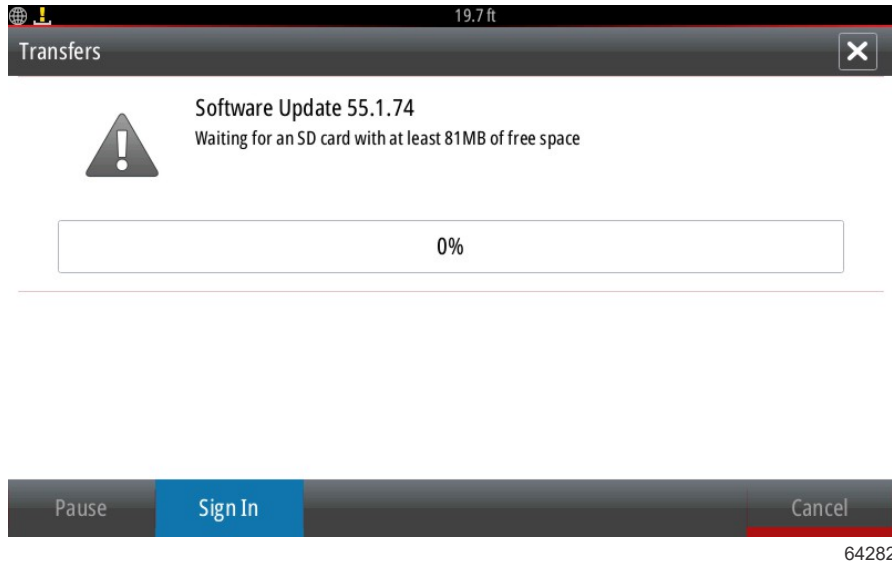 19.7 ft
Transfers
Software Update 55.1.74
Waiting for an SD card with at least 81MB of free space
0%
Pause Sign In Cancel
64282